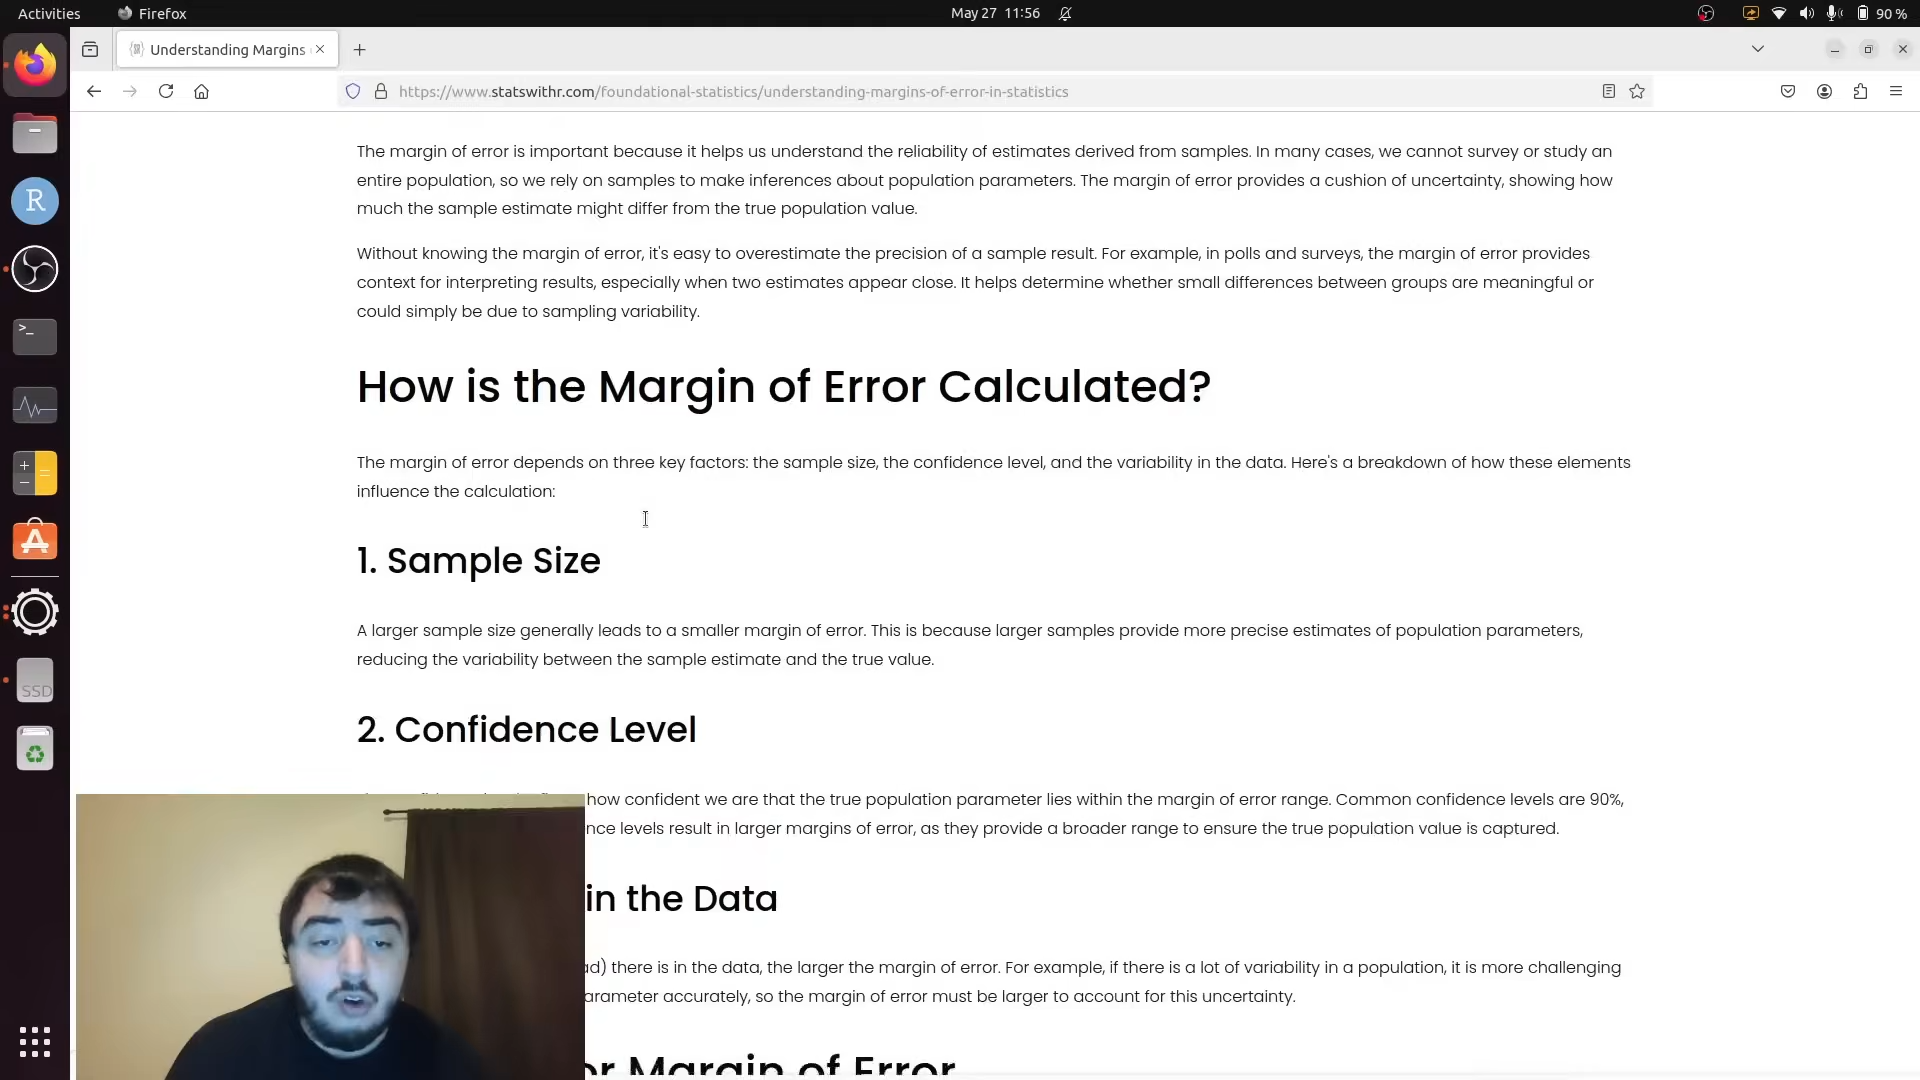 Activities
Firefox
May 27 11:56
90 %
Understanding Margins
https://www.statswithr.com/foundational-statistics/understanding-margins-of-error-in-statistics
The margin of error is important because it helps us understand the reliability of estimates derived from samples. In many cases, we cannot survey or study an
entire population, so we rely on samples to make inferences about population parameters. The margin of error provides a cushion of uncertainty, showing how
much the sample estimate might differ from the true population value.
Without knowing the margin of error, it's easy to overestimate the precision of a sample result. For example, in polls and surveys, the margin of error provides
context for interpreting results, especially when two estimates appear close. It helps determine whether small differences between groups are meaningful or
could simply be due to sampling variability.
How is the Margin of Error Calculated?
The margin of error depends on three key factors: the sample size, the confidence level, and the variability in the data. Here's a breakdown of how these elements
influence the calculation:
1. Sample Size
A larger sample size generally leads to a smaller margin of error. This is because larger samples provide more precise estimates of population parameters,
reducing the variability between the sample estimate and the true value.
2. Confidence Level
how confident we are that the true population parameter lies within the margin of error range. Common confidence levels are 90%,
levels result in larger margins of error, as they provide a broader range to ensure the true population value is captured.
in the Data
there is in the data, the larger the margin of error. For example, if there is a lot of variability in a population, it is more challenging
accurately, so the margin of error must be larger to account for this uncertainty.
Margin of Error
R
>_
SSD